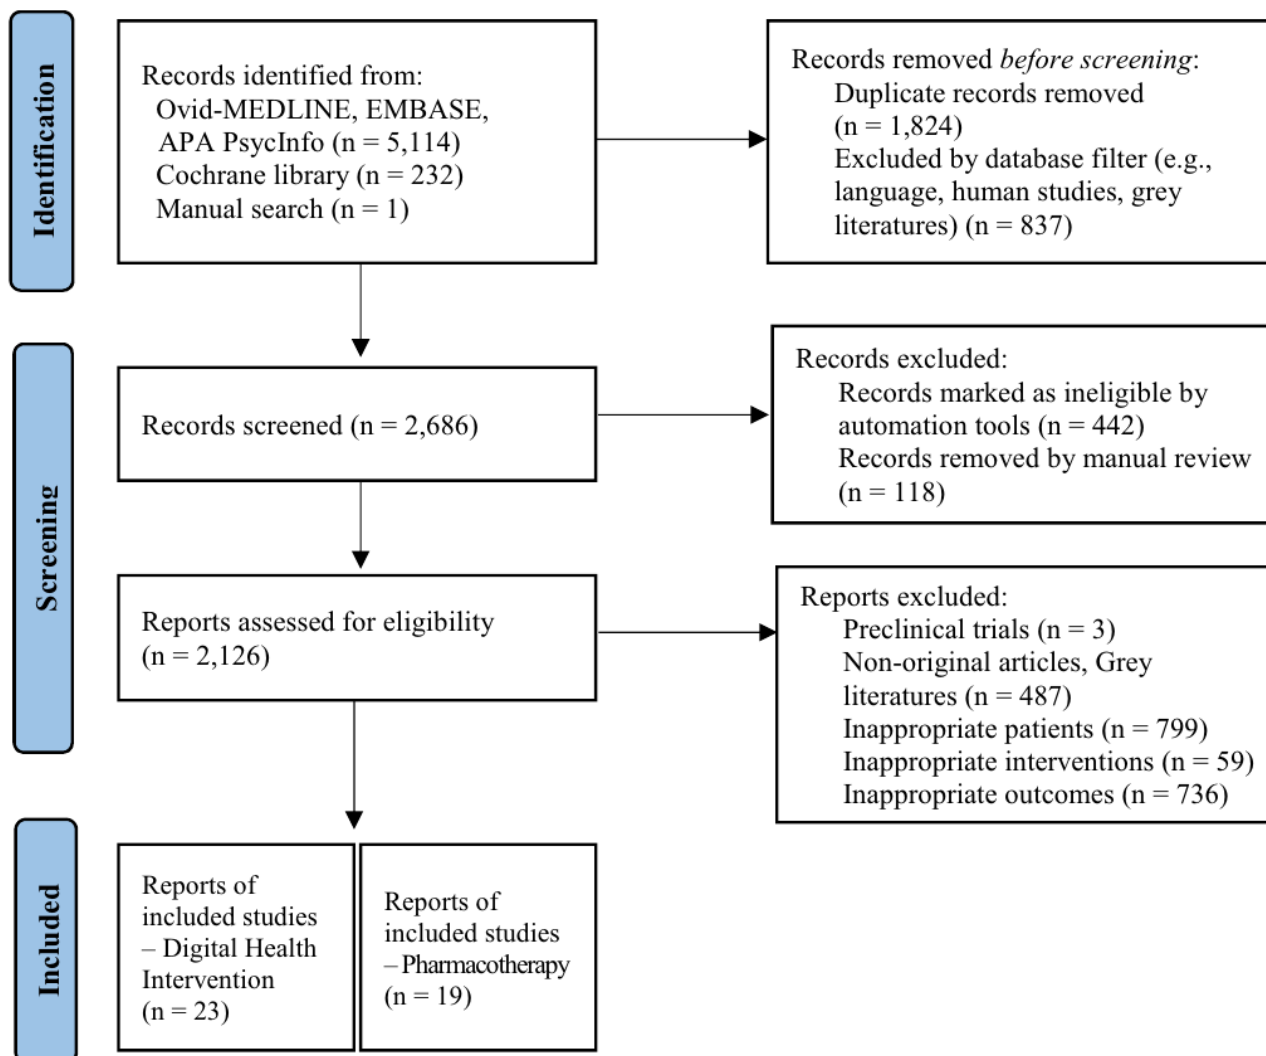 Identification
Records identified from:
Ovid-MEDLINE, EMBASE,
APA PsycInfo (n = 5,114)
Cochrane library (n = 232)
Manual search (n = 1)
Records removed before screening:
Duplicate records removed
(n = 1,824)
Excluded by database filter (e.g.,
language, human studies, grey
literatures) (n = 837)
Screening
Records screened (n = 2,686)
Records excluded:
Records marked as ineligible by
automation tools (n = 442)
Records removed by manual review
(n = 118)
Reports assessed for eligibility
(n = 2,126)
Reports excluded:
Preclinical trials (n = 3)
Non-original articles, Grey
literatures (n = 487)
Inappropriate patients (n = 799)
Inappropriate interventions (n = 59)
Inappropriate outcomes (n = 736)
Included
Reports of
included studies
– Digital Health
Intervention
(n = 23)
Reports of
included studies
– Pharmacotherapy
(n = 19)